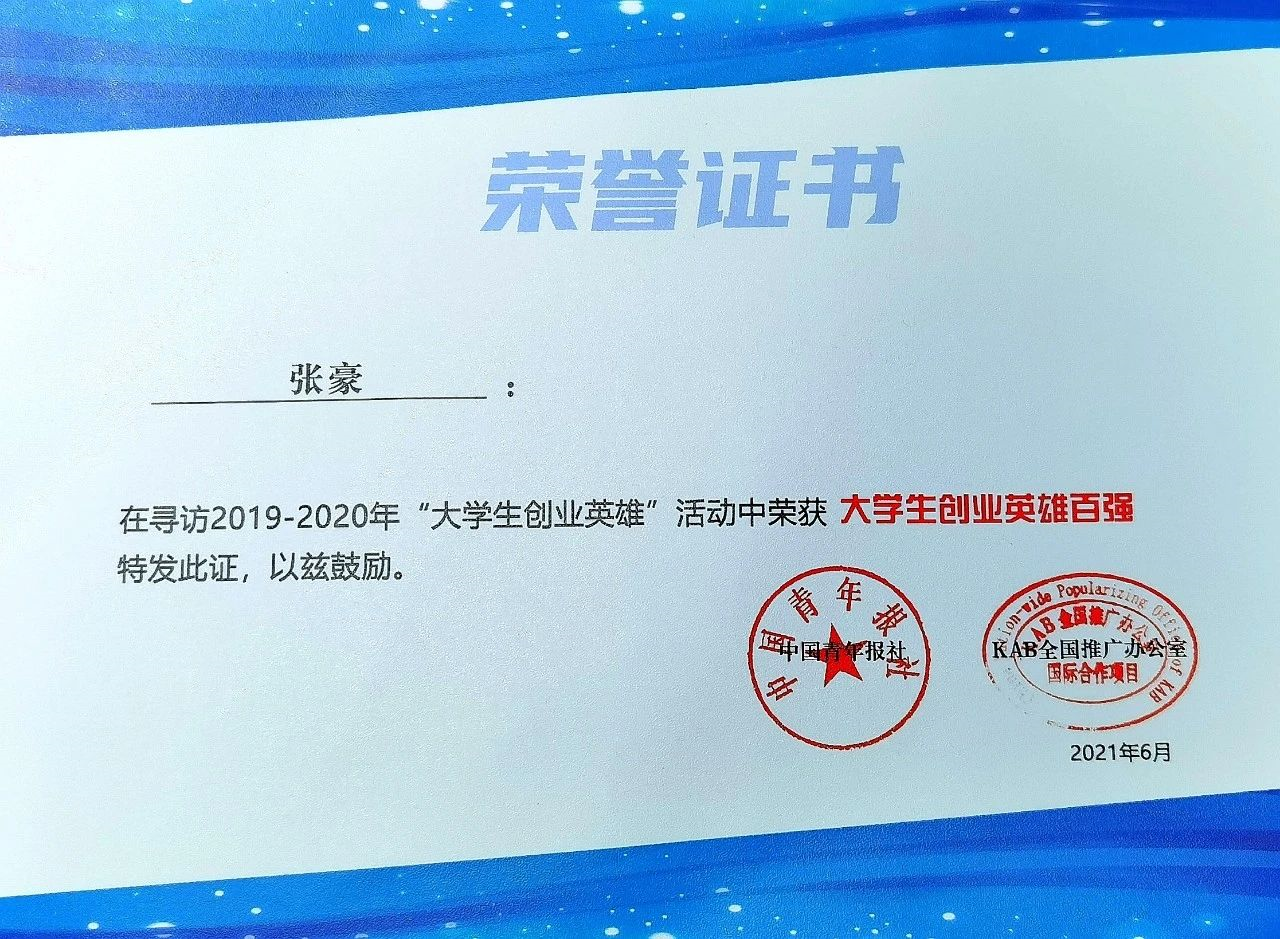 荣誉证书
张豪：
在寻访2019-2020年“大学生创业英雄”活动中荣获 大学生创业英雄百强
特发此证，以兹鼓励。
中国青年报社
中国青年报社
Popularizing Office of KAB
KAB全国推广办公室
KAB全国推广办公室
国际合作项目
2021年6月